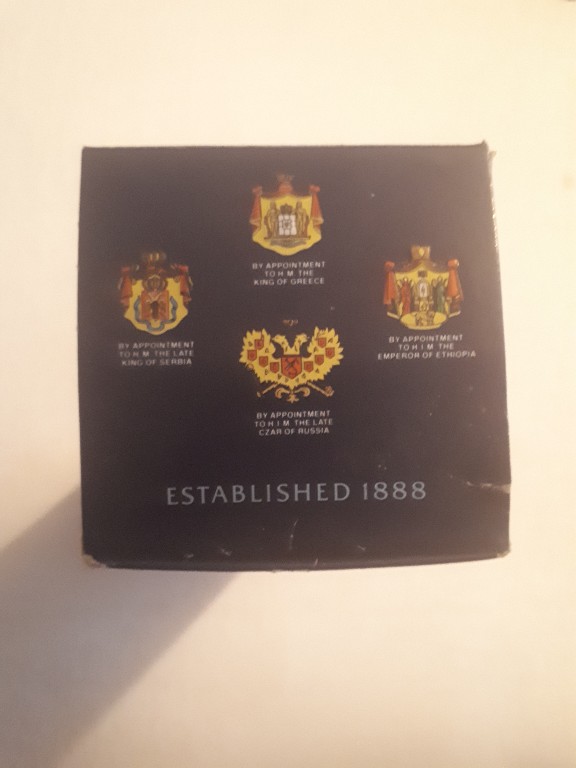 BY APPOINTMENT
TO H.M. THE
KING OF GREECE
BY APPOINTMENT
TO H.M. THE LATE
KING OF SERBIA
BY APPOINTMENT
TO H.I.M. THE
EMPEROR OF ETHIOPIA
BY APPOINTMENT
TO H.I.M. THE LATE
CZAR OF RUSSIA
ESTABLISHED 1888